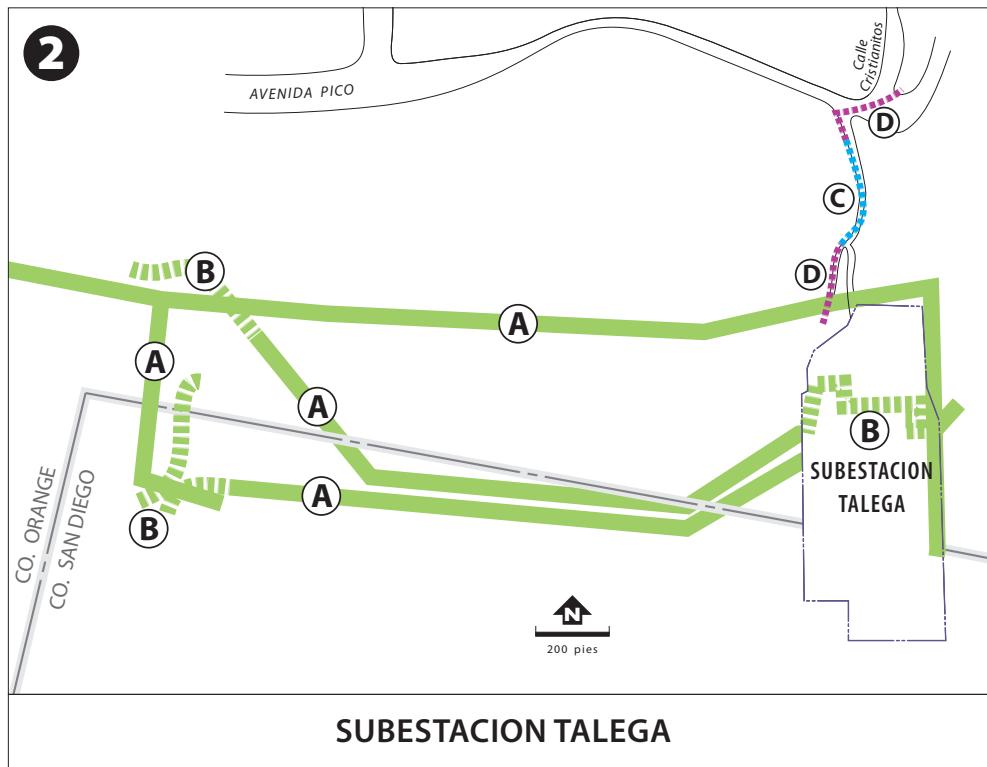 2
AVENIDA PICO
Calle
Cristianitos
D
C
B
D
A
A
A
B
A
SUBESTACION
TALEGA
B
CO. ORANGE
CO. SAN DIEGO
N
200 pies
SUBESTACION TALEGA